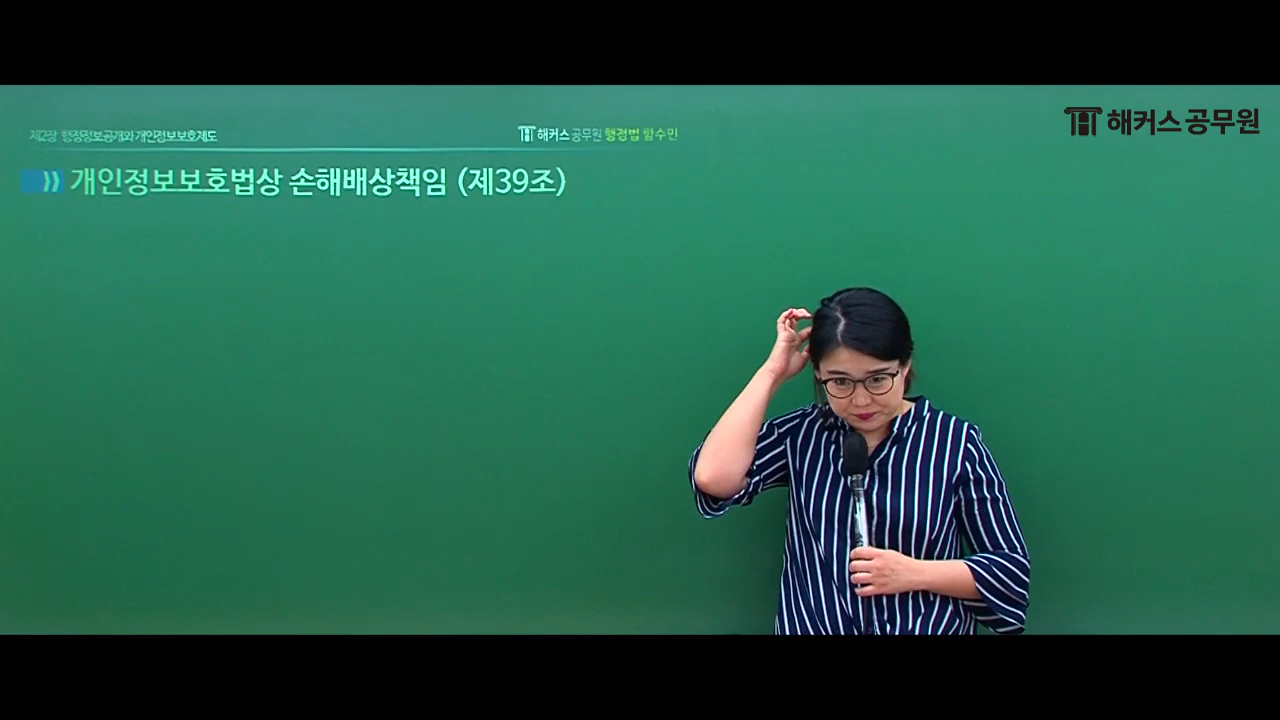 제2장 행정정보공개와 개인정보보호제도
해커스 공무원 행정법 함수민
해커스 공무원
개인정보보호법상 손해배상책임 (제39조)